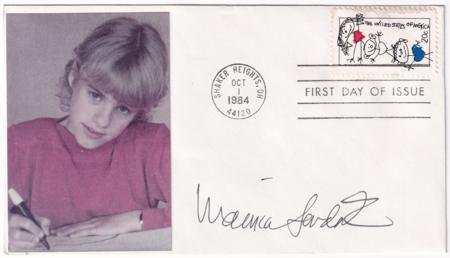 THE UNITED STATES OF AMERICA
20c
SHAKER HEIGHTS, OH
OCT
1
1984
44120
FIRST DAY OF ISSUE